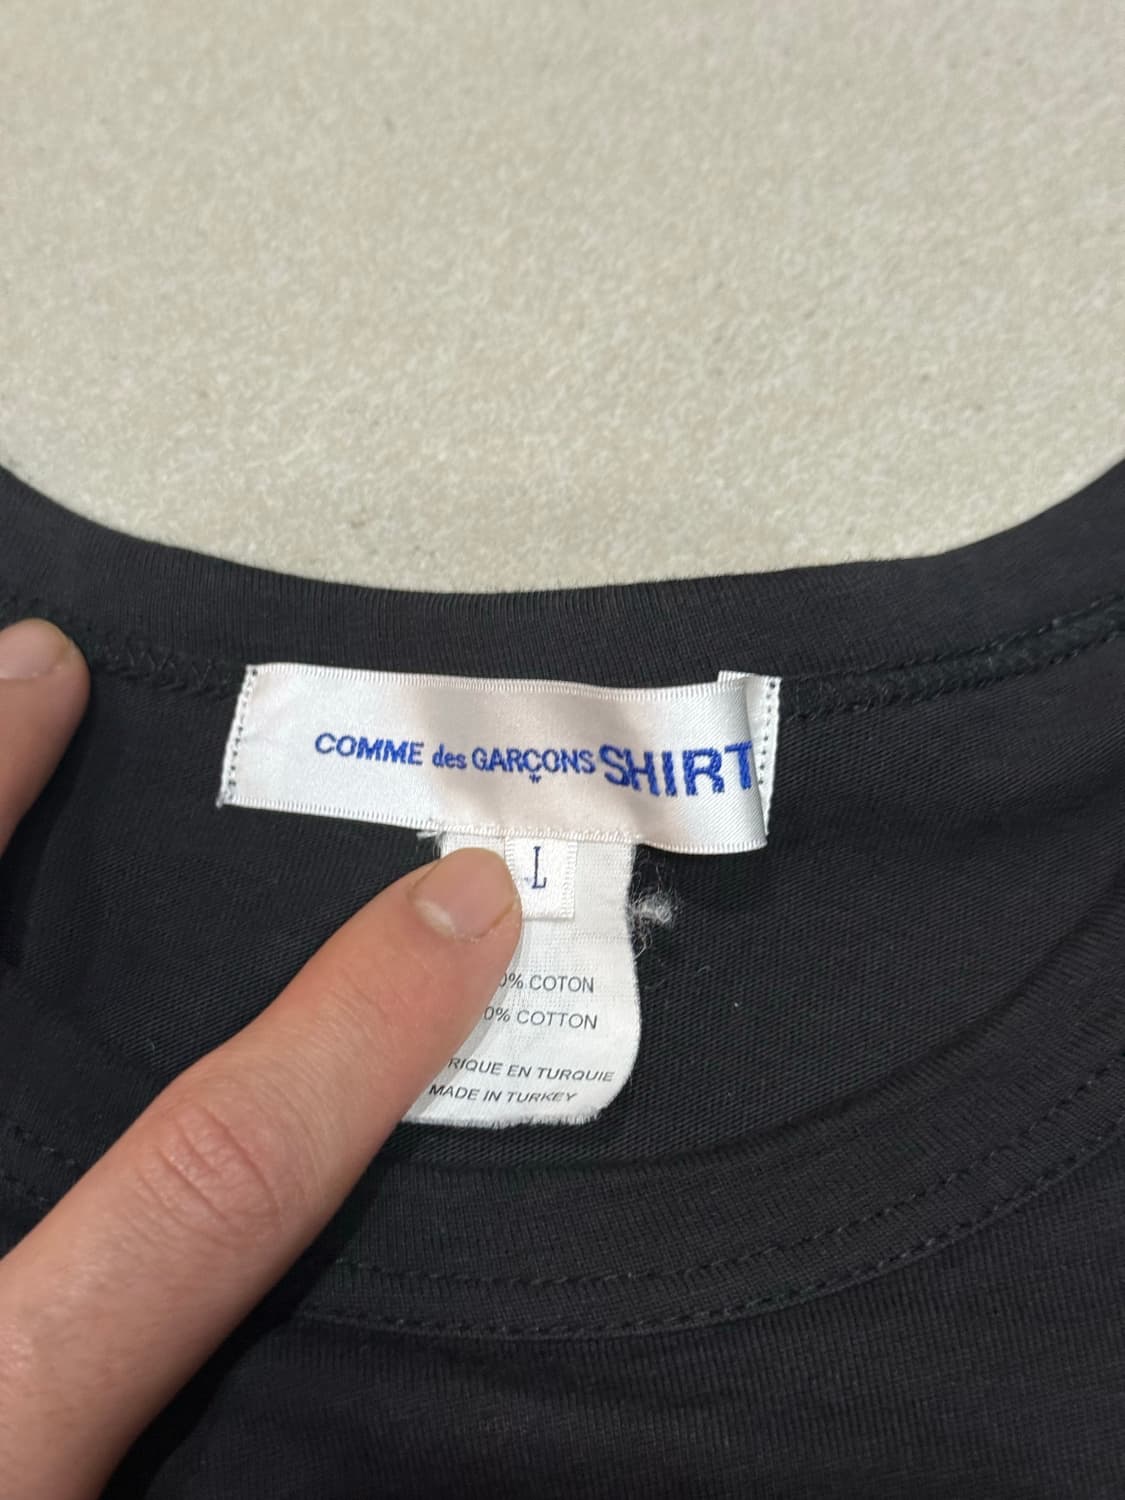 COMME des GARÇONS SHIRT
L
0% COTON
0% COTTON
RIQUE EN TURQUIE
MADE IN TURKEY